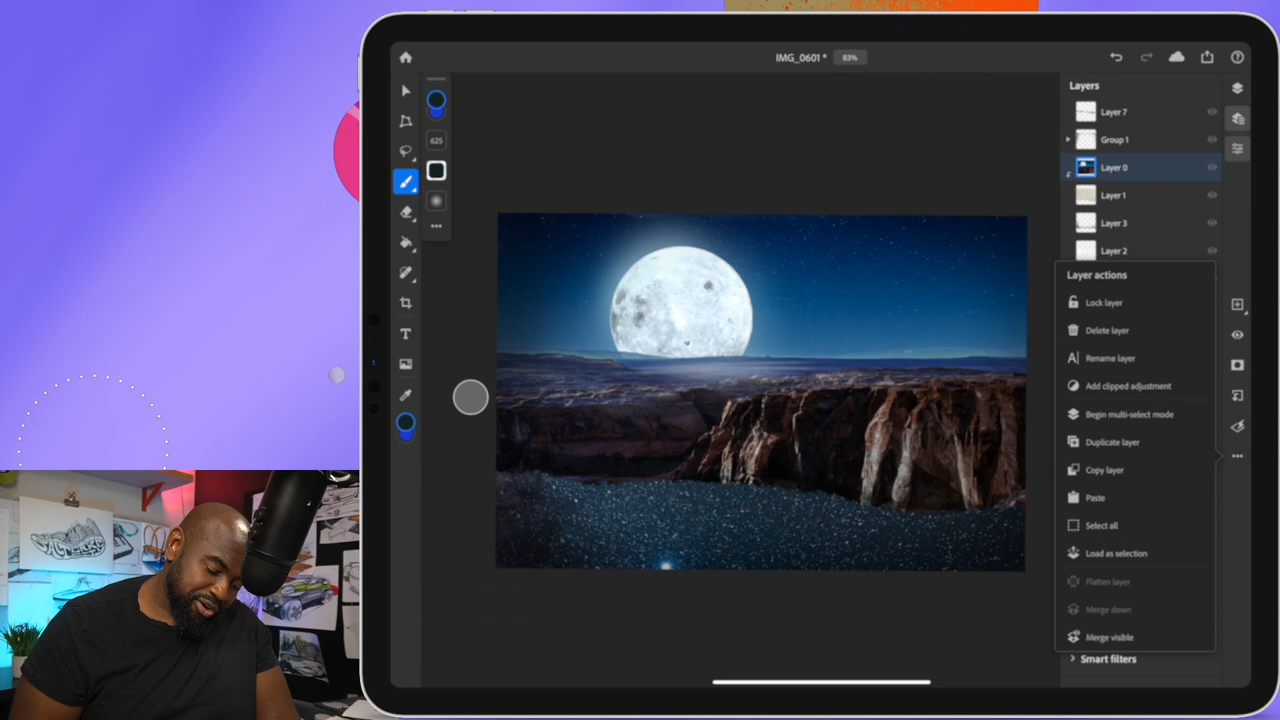 IMG_0601 * 83%
Layers
Layer 7
Group 1
625
Layer 0
Layer 1
Layer 3
Layer 2
Layer actions
Lock layer
Delete layer
Rename layer
Add clipped adjustment
Begin multi-select mode
Duplicate layer
Copy layer
Paste
Select all
Load as selection
Flatten layer
Merge down
Merge visible
Smart filters